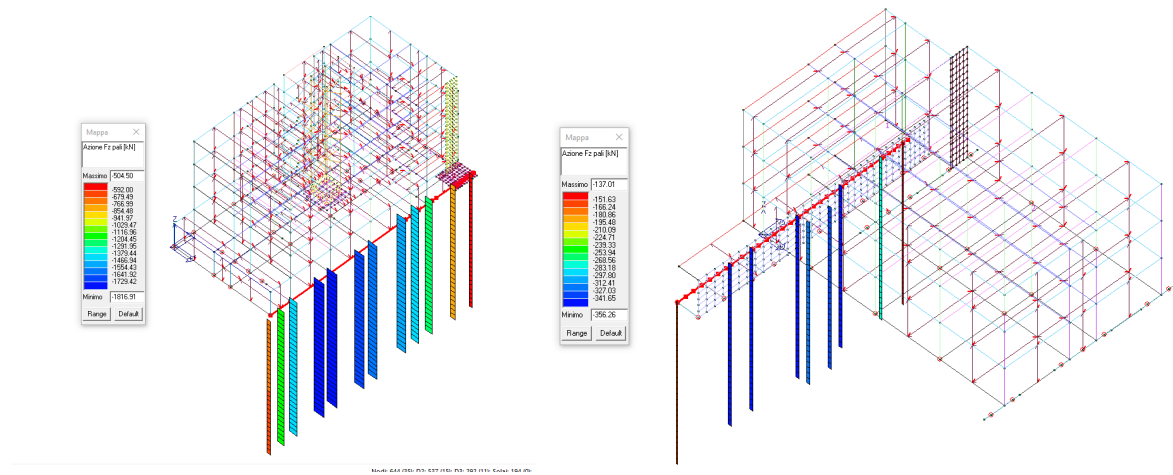 Mappa
Azione Fz pali [kN]
Massimo -504.50
-592.00
-679.49
-766.99
-854.48
-941.97
-1029.47
-1116.96
-1204.45
-1291.95
-1379.44
-1466.94
-1554.43
-1641.92
-1729.42
Minimo -1816.91
Range Default
Mappa
Azione Fz pali [kN]
Massimo -137.01
-151.63
-166.24
-180.86
-195.48
-210.09
-224.71
-239.33
-253.94
-268.56
-283.18
-297.80
-312.41
-327.03
-341.65
Minimo -356.26
Range Default
Z